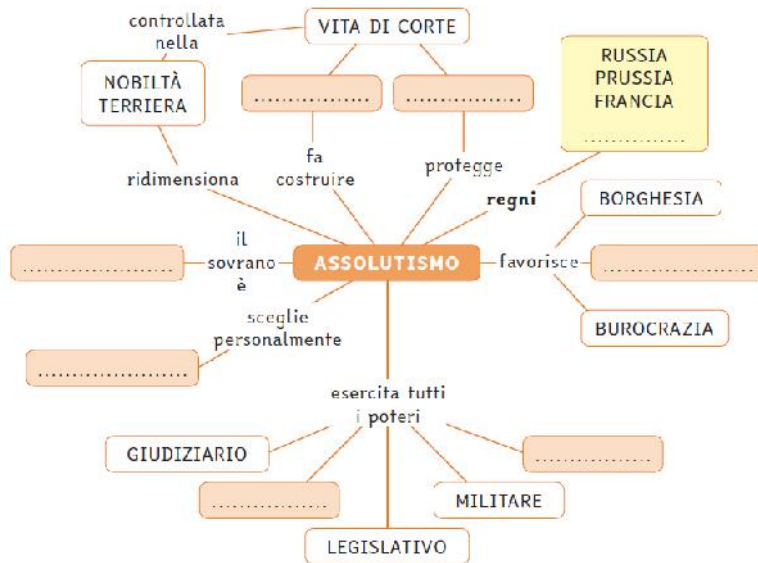 controllata
nella
VITA DI CORTE
NOBILTÀ
TERRIERA
.................
.................
RUSSIA
PRUSSIA
FRANCIA
...............
ridimensiona
fa
costruire
protegge
regni
BORGHESIA
......................
il
sovrano
è
ASSOLUTISMO
favorisce
......................
sceglie
personalmente
......................
BUROCRAZIA
esercita tutti
i poteri
GIUDIZIARIO
.................
.................
MILITARE
LEGISLATIVO